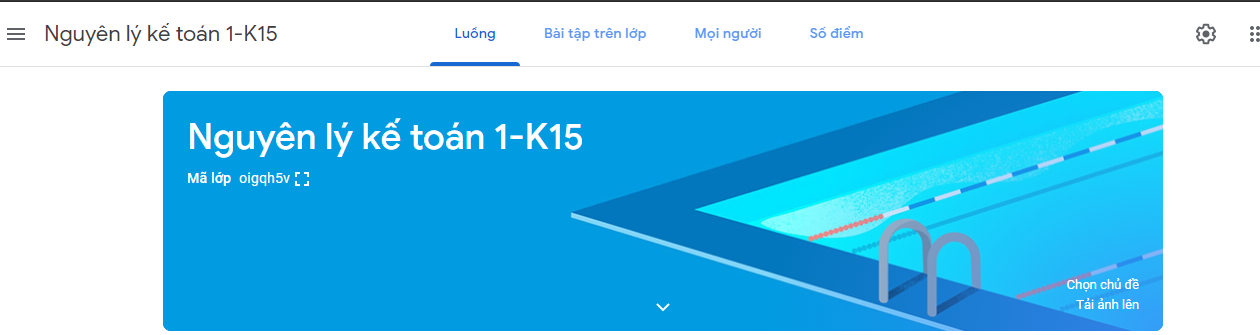 Nguyên lý kế toán 1-K15
Luồng
Bài tập trên lớp
Mọi người
Số điểm
Nguyên lý kế toán 1-K15
Mã lớp oigqh5v
Chọn chủ đề
Tải ảnh lên